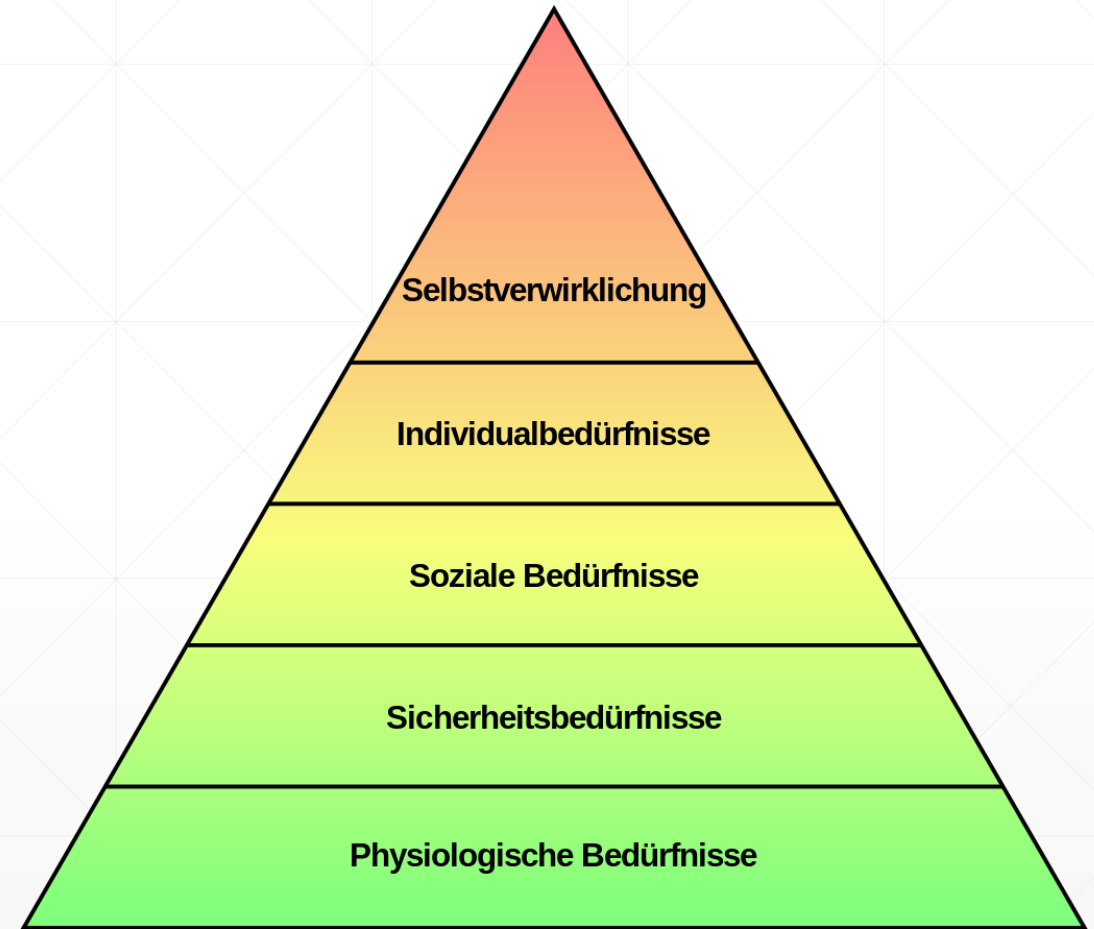 Selbstverwirklichung
Individualbedürfnisse
Soziale Bedürfnisse
Sicherheitsbedürfnisse
Physiologische Bedürfnisse